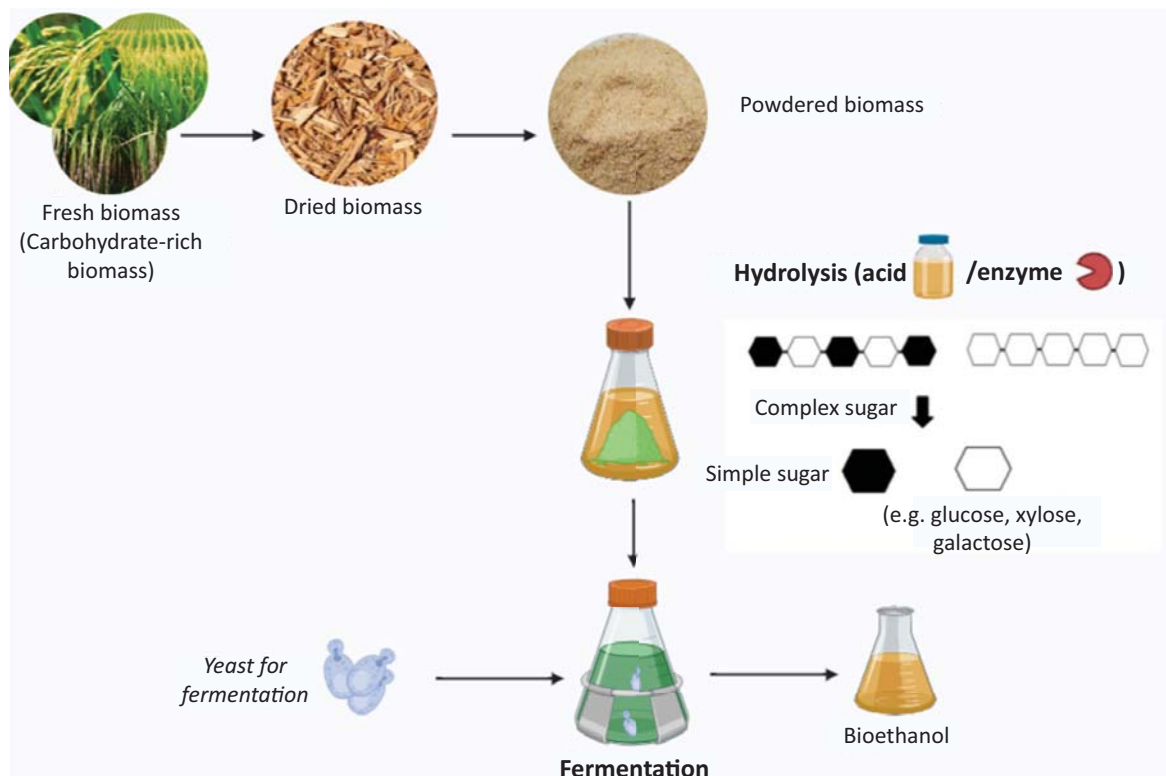 Powdered biomass
Fresh biomass
(Carbohydrate-rich
biomass)
Dried biomass
Hydrolysis (acid /enzyme )
Complex sugar
Simple sugar
(e.g. glucose, xylose,
galactose)
Yeast for
fermentation
Bioethanol
Fermentation